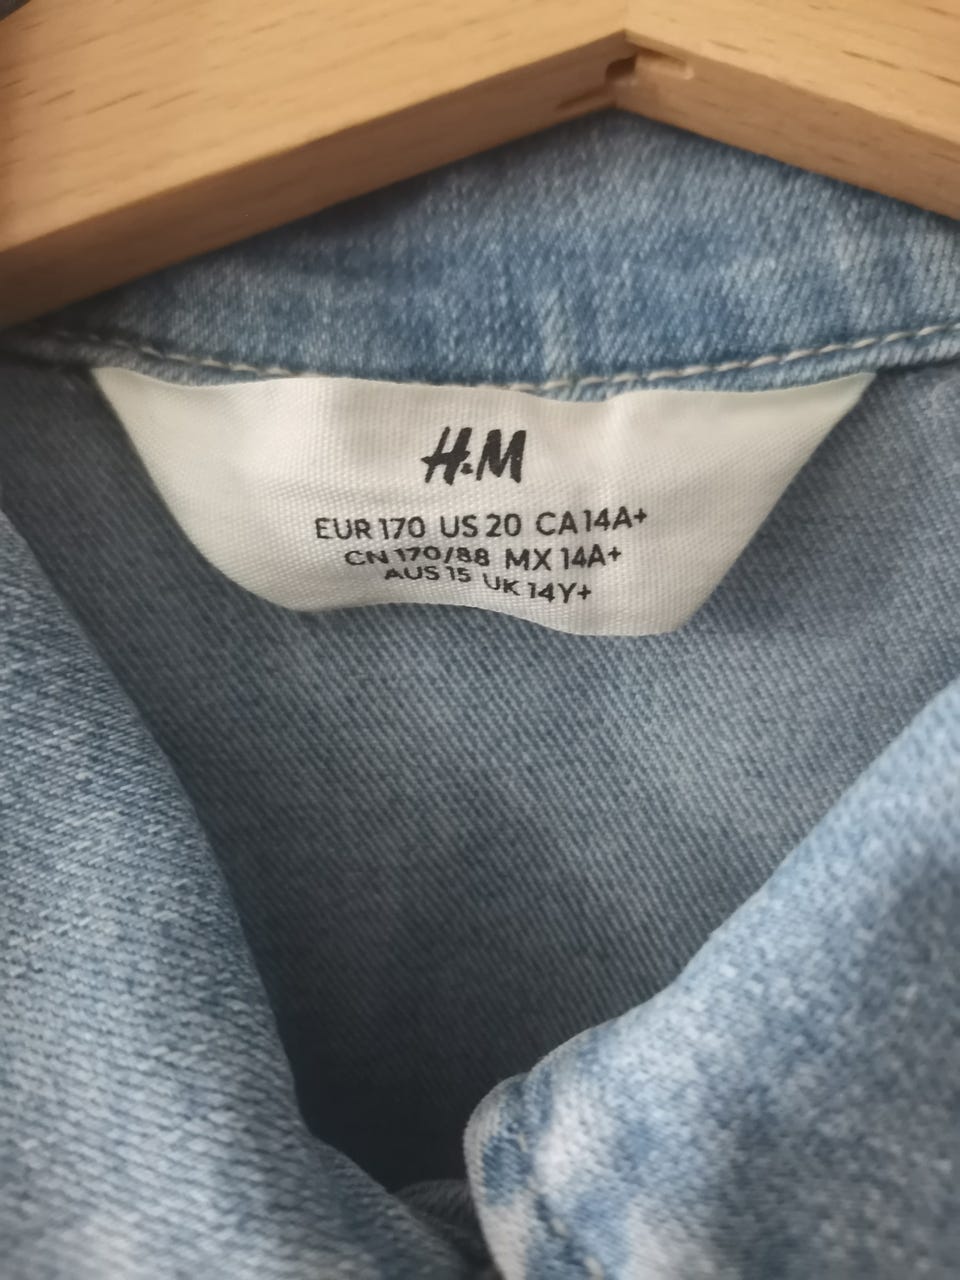 H&M
EUR 170 US 20 CA 14A+
CN 170/88 MX 14A+
AUS 15 UK 14Y+